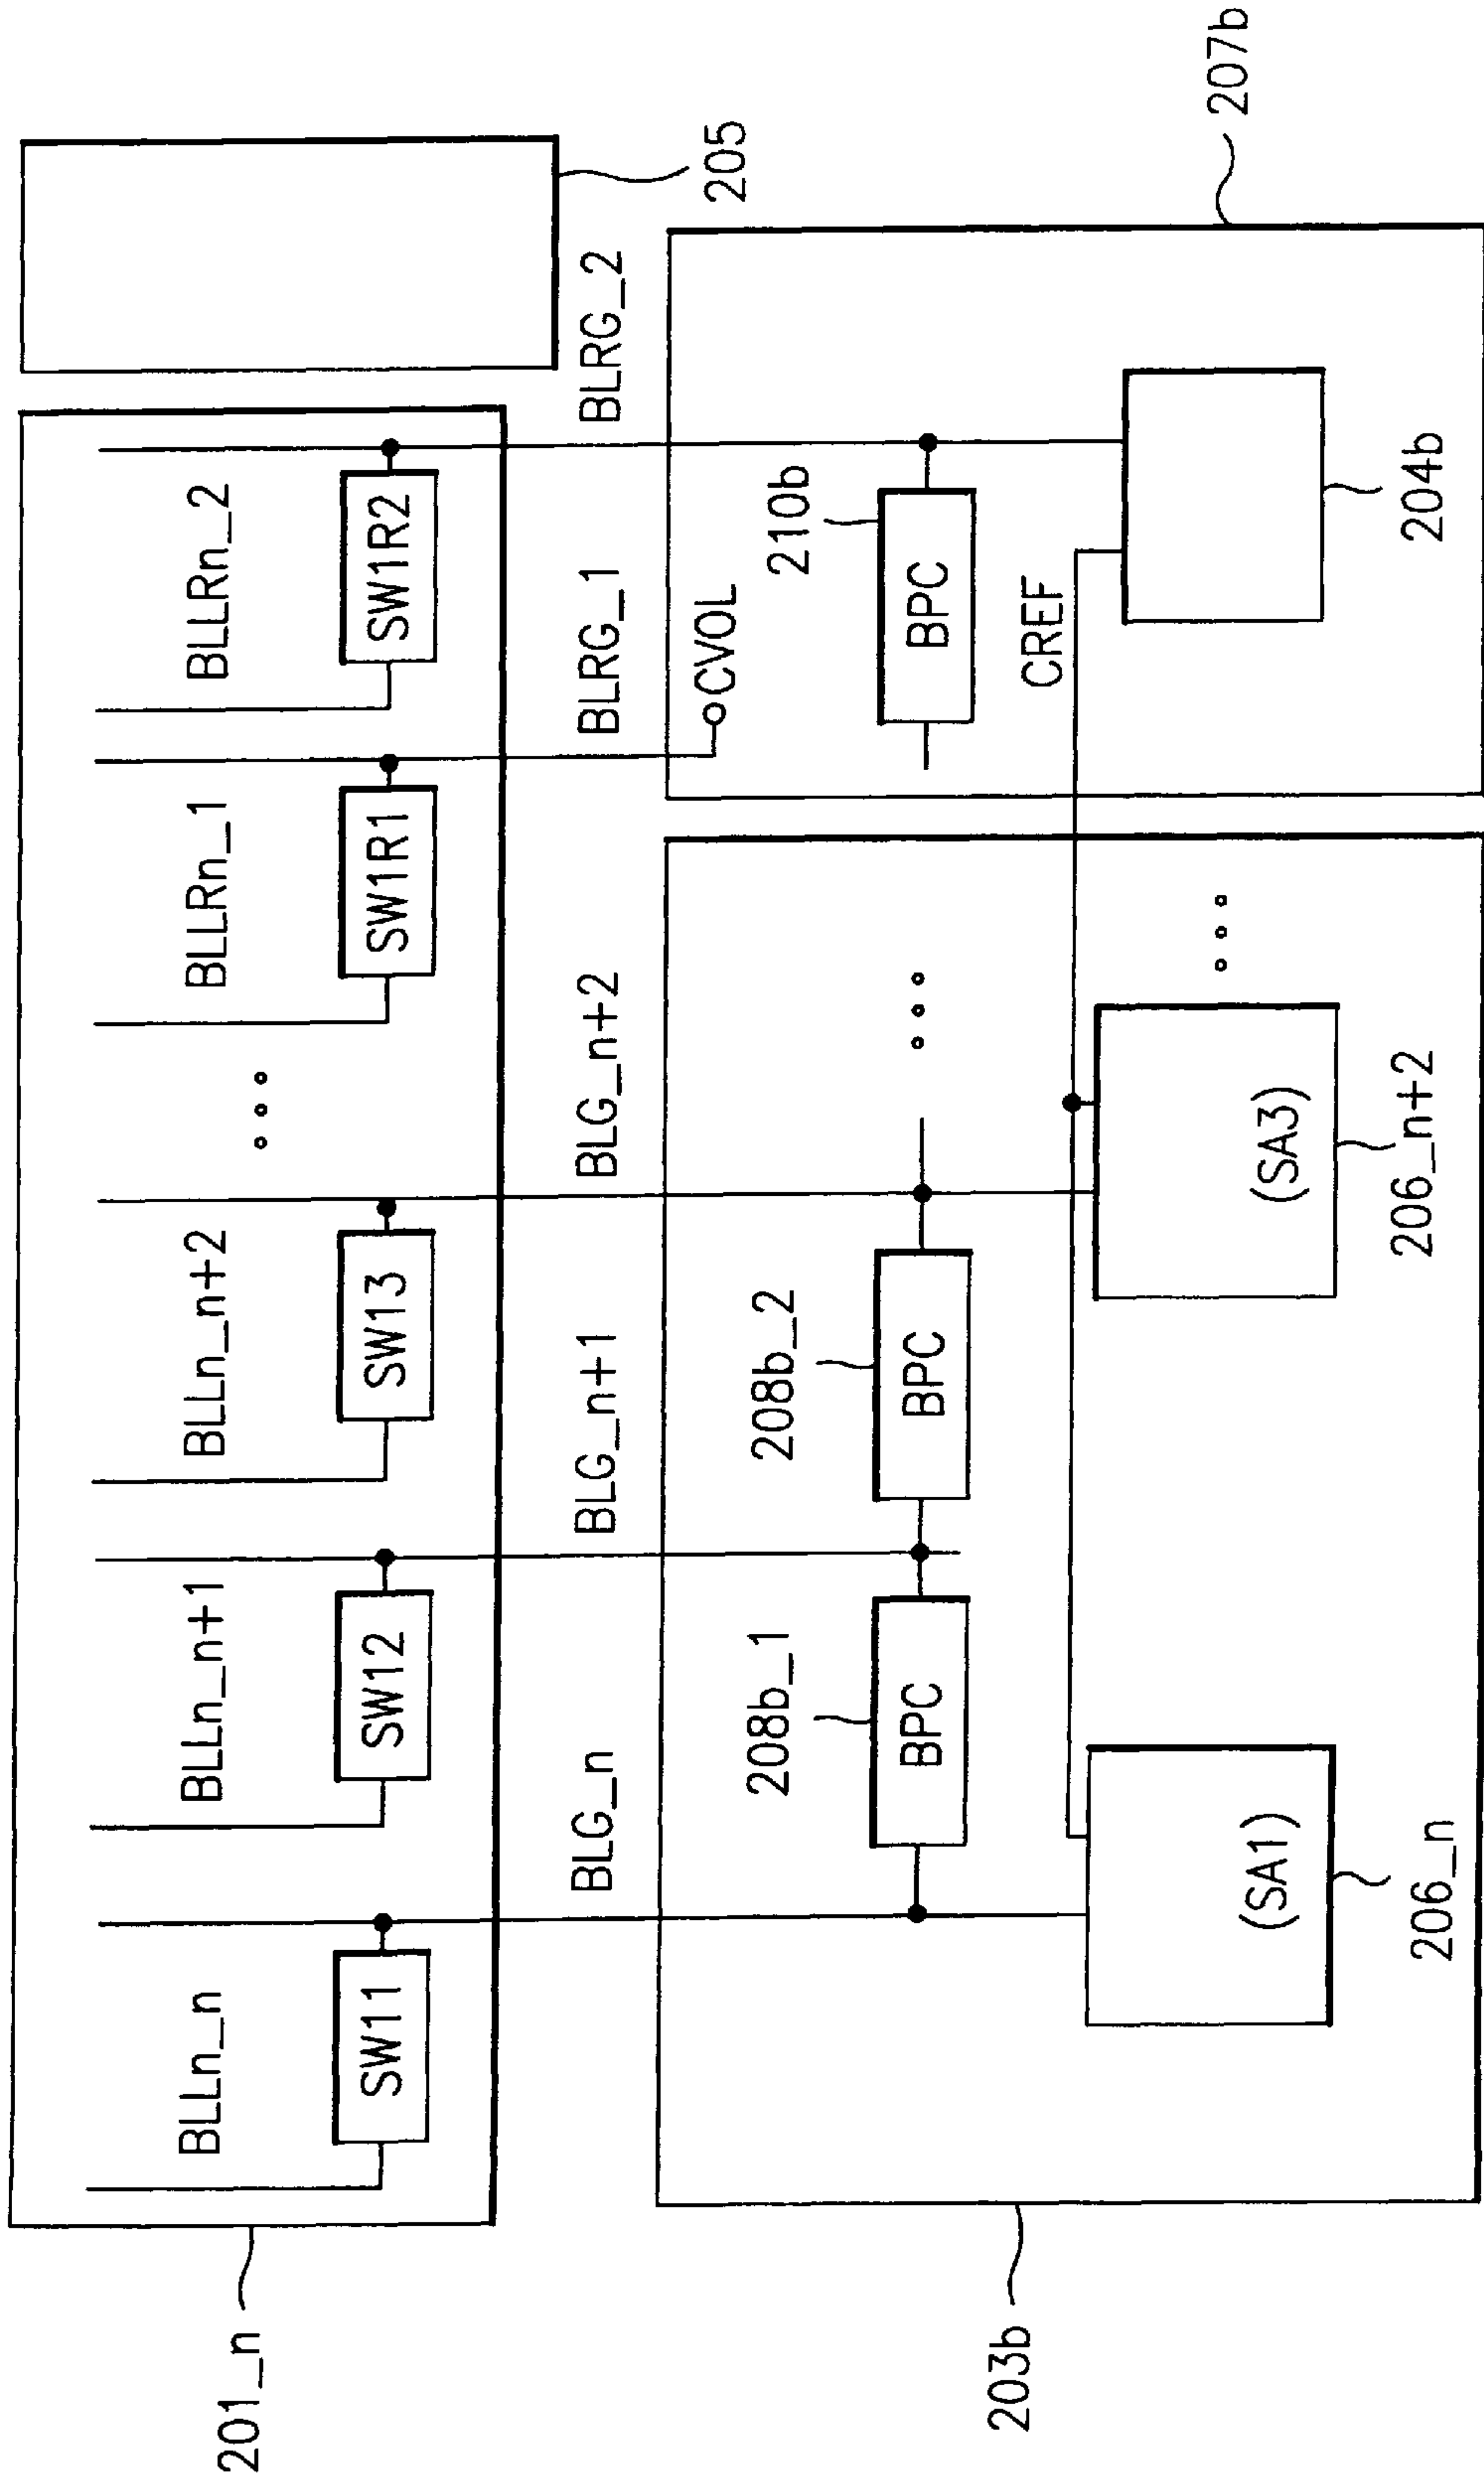 205
BLLn_n
BLLn_n+1
BLLn_n+2
BLLRn_1
BLLRn_2
SW11
SW12
SW13
SW1R1
SW1R2
201_n
BLG_n
BLG_n+1
BLG_n+2
BLRG_1
BLRG_2
CVOL
207b
208b_1
208b_2
210b
BPC
BPC
BPC
CREF
203b
(SA1)
(SA3)
206_n
206_n+2
204b